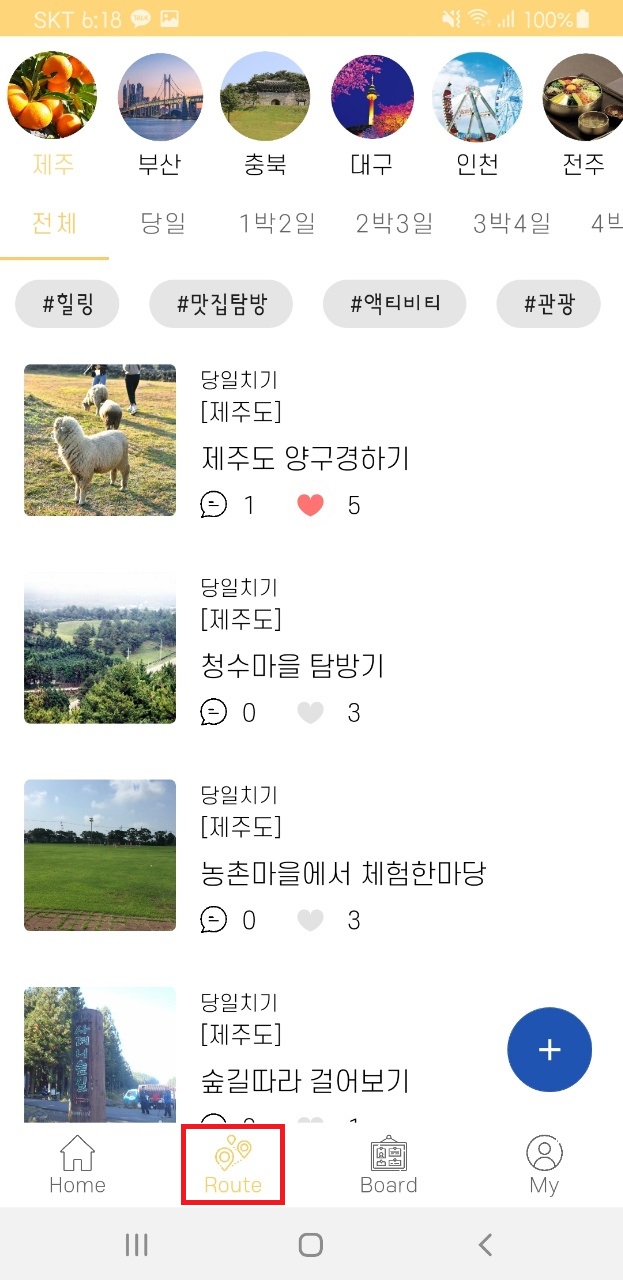 SKT 6:18 100%
제주 부산 충북 대구 인천 전주
전체 당일 1박2일 2박3일 3박4일
#힐링 #맛집탐방 #액티비티 #관광
당일치기
[제주도]
제주도 양구경하기
1 5
당일치기
[제주도]
청수마을 탐방기
0 3
당일치기
[제주도]
농촌마을에서 체험한마당
0 3
사려니숲길
당일치기
[제주도]
숲길따라 걸어보기
+
Home Route Board My